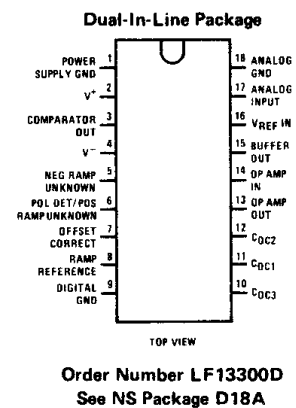 Dual-In-Line Package
POWER SUPPLY GND 1
V+ 2
COMPARATOR OUT 3
V− 4
NEG RAMP UNKNOWN 5
POL DET/POS RAMP UNKNOWN 6
OFFSET CORRECT 7
RAMP REFERENCE 8
DIGITAL GND 9
18 ANALOG GND
17 ANALOG INPUT
16 VREF IN
15 BUFFER OUT
14 OP AMP IN
13 OP AMP OUT
12 COC2
11 COC1
10 COC3
TOP VIEW
Order Number LF13300D
See NS Package D18A